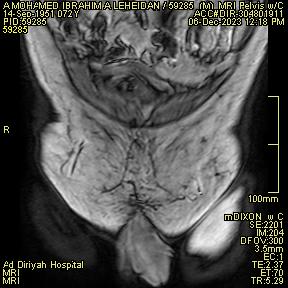 A MOHAMED IBRAHIM A LEHEIDAN / 59285 (M) MRI Pelvis w/C
14-Sep-1951 072Y ACC#DIR-304801911
PID:59285 06-Dec-2023 12:18 PM
59285
R
100mm
mDIXON_w_C
SE:2201
IM:204
DFOV:300
3.5mm
EC:1
Ad Diriyah Hospital TE:2.37
MRI ET:70
MRI TR:5.29